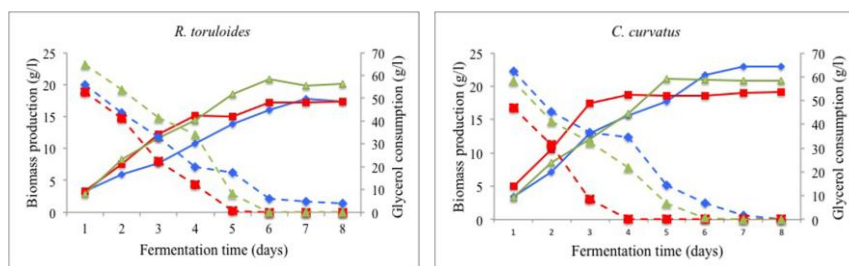 R. toruloides
Biomass production (g/l)
25
20
15
10
5
0
70
60
50
40
30
20
10
0
Glycerol consumption (g/l)
1 2 3 4 5 6 7 8
Fermentation time (days)
C. curvatus
Biomass production (g/l)
25
20
15
10
5
0
70
60
50
40
30
20
10
0
Glycerol consumption (g/l)
1 2 3 4 5 6 7 8
Fermentation time (days)